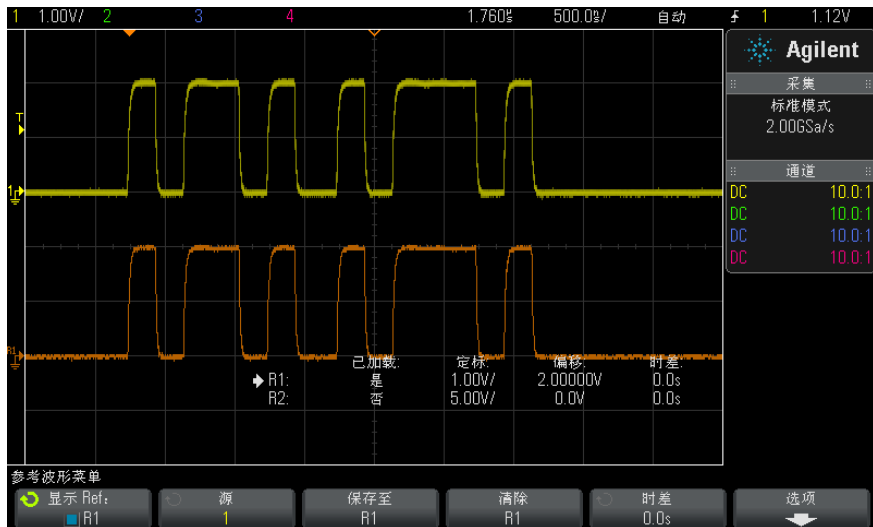 1 1.00V/ 2 3 4 1.760 500.0 / 自动 1 1.12V
Agilent
采集
标准模式
2.00GSa/s
通道
DC 10.0:1
DC 10.0:1
DC 10.0:1
DC 10.0:1
T
1
R1
已加载: 定标: 偏移: 时差:
R1: 是 1.00V/ 2.00000V 0.0s
R2: 否 5.00V/ 0.0V 0.0s
参考波形菜单
显示 Ref: 源 保存至 清除 时差 选项
R1 1 R1 R1 0.0s